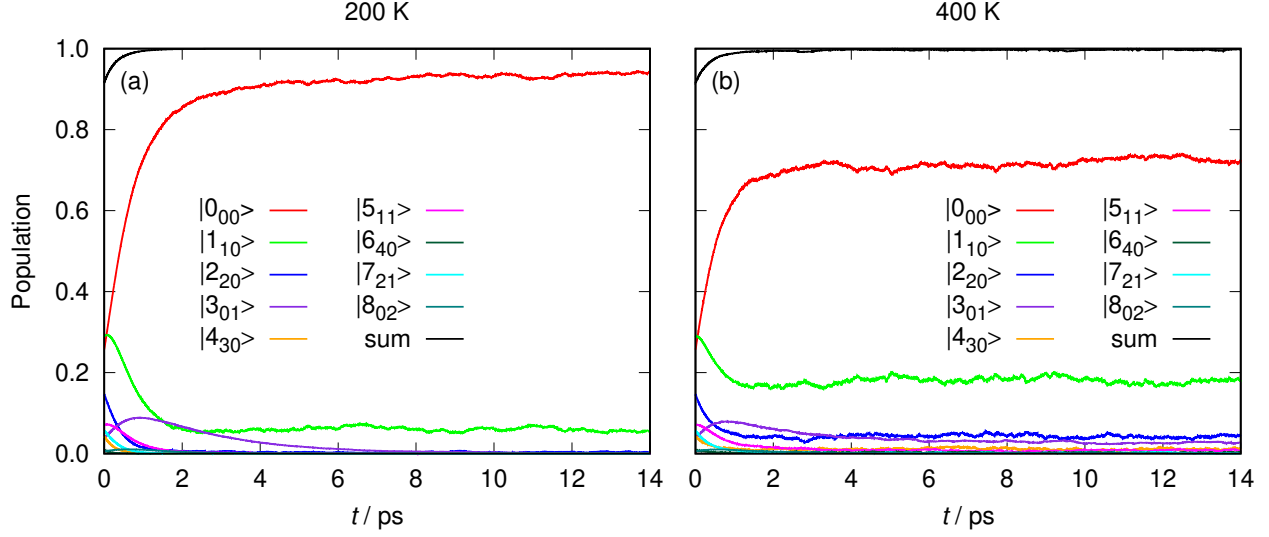 200 K
400 K
Population
1.0
0.8
0.6
0.4
0.2
0.0
(a)
|0₀₀>
|1₁₀>
|2₂₀>
|3₀₁>
|4₃₀>
|5₁₁>
|6₄₀>
|7₂₁>
|8₀₂>
sum
0 2 4 6 8 10 12 14
t / ps
(b)
|0₀₀>
|1₁₀>
|2₂₀>
|3₀₁>
|4₃₀>
|5₁₁>
|6₄₀>
|7₂₁>
|8₀₂>
sum
0 2 4 6 8 10 12 14
t / ps